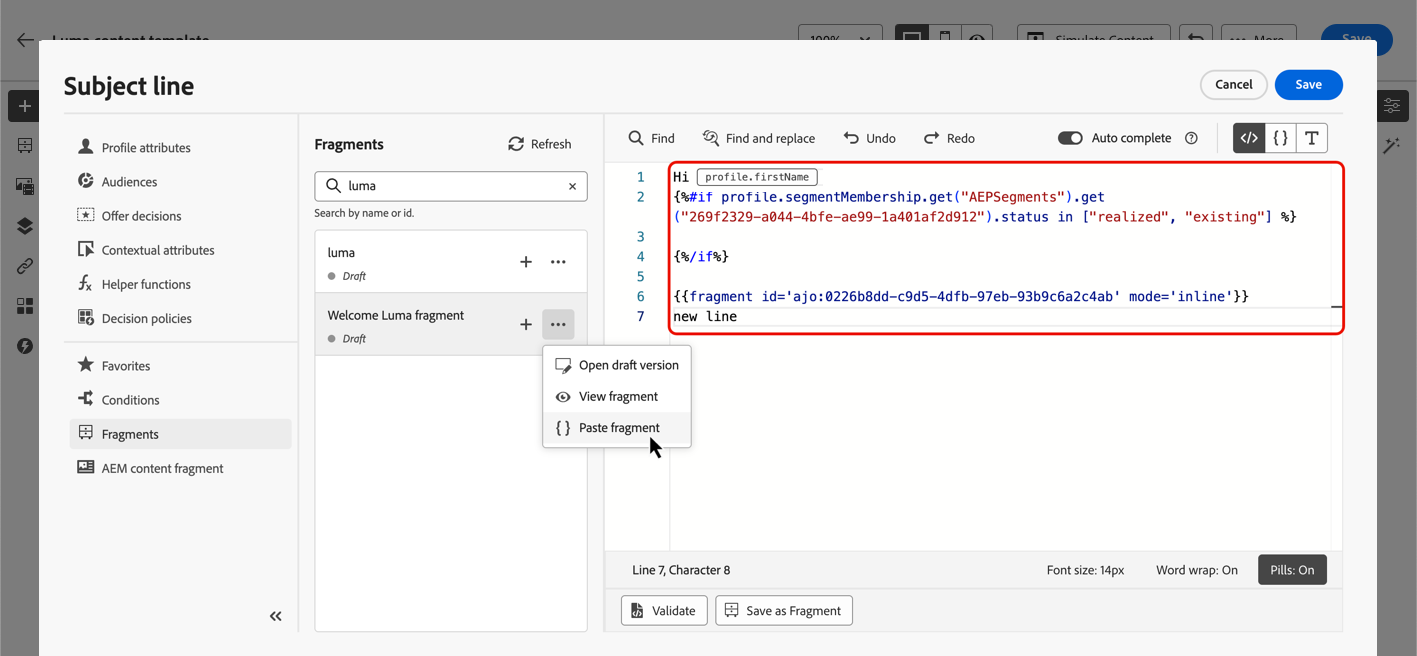 Luma content template
100%
Simulate Content
More
Save
Subject line
Cancel
Save
Profile attributes
Audiences
Offer decisions
Contextual attributes
Helper functions
Decision policies
Favorites
Conditions
Fragments
AEM content fragment
Fragments
Refresh
luma
Search by name or id.
luma
Draft
Welcome Luma fragment
Draft
Open draft version
View fragment
Paste fragment
Find
Find and replace
Undo
Redo
Auto complete
1 Hi profile.firstName
2 {%#if profile.segmentMembership.get("AEPSegments").get
("269f2329-a044-4bfe-ae99-1a401af2d912").status in ["realized", "existing"] %}
3
4 {%/if%}
5
6 {{fragment id='ajo:0226b8dd-c9d5-4dfb-97eb-93b9c6a2c4ab' mode='inline'}}
7 new line
Line 7, Character 8
Font size: 14px
Word wrap: On
Pills: On
Validate
Save as Fragment